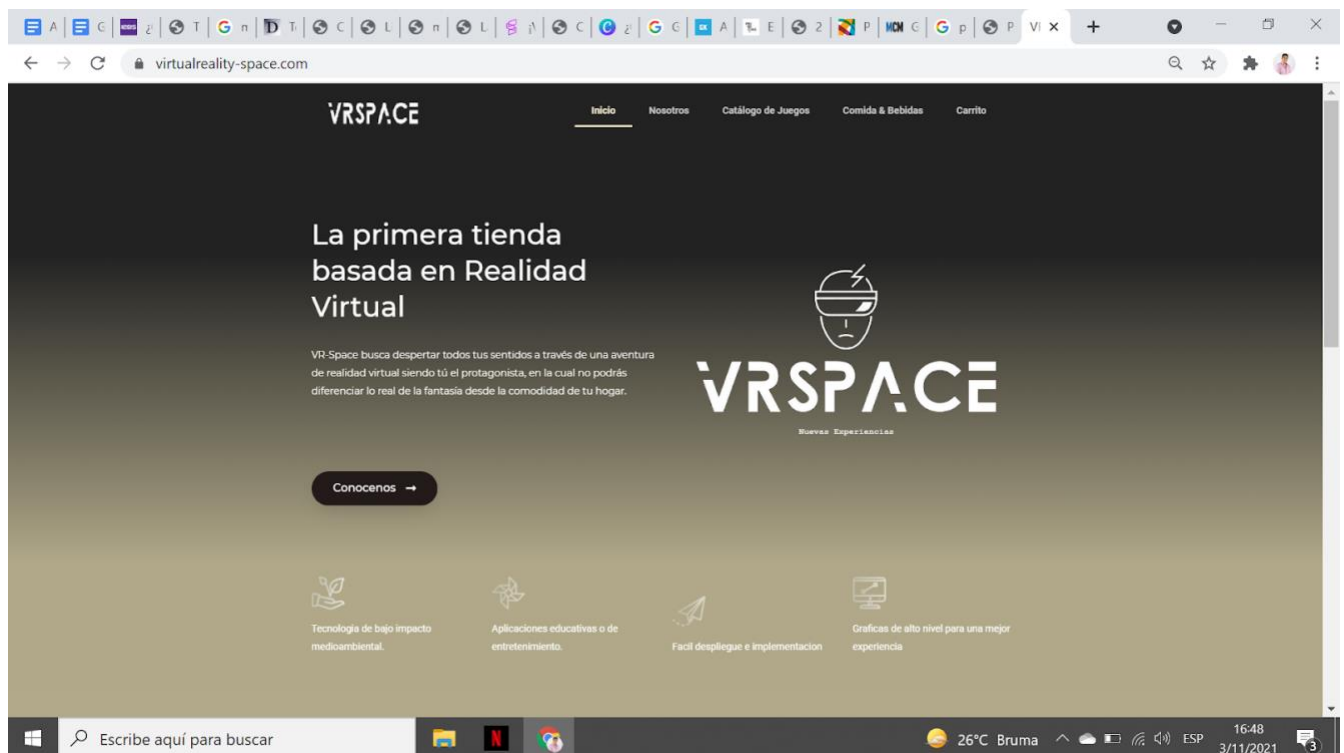 virtualreality-space.com
VRSPACE
Inicio
Nosotros
Catálogo de Juegos
Comida & Bebidas
Carrito
La primera tienda
basada en Realidad
Virtual
VR-Space busca despertar todos tus sentidos a través de una aventura
de realidad virtual siendo tú el protagonista, en la cual no podrás
diferenciar lo real de la fantasía desde la comodidad de tu hogar.
VRSPACE
Nuevas Experiencias
Conocenos →
Tecnologia de bajo impacto
medioambiental.
Aplicaciones educativas o de
entretenimiento.
Facil despliegue e implementacion
Graficas de alto nivel para una mejor
experiencia
Escribe aquí para buscar
26°C Bruma
ESP
16:48
3/11/2021
3